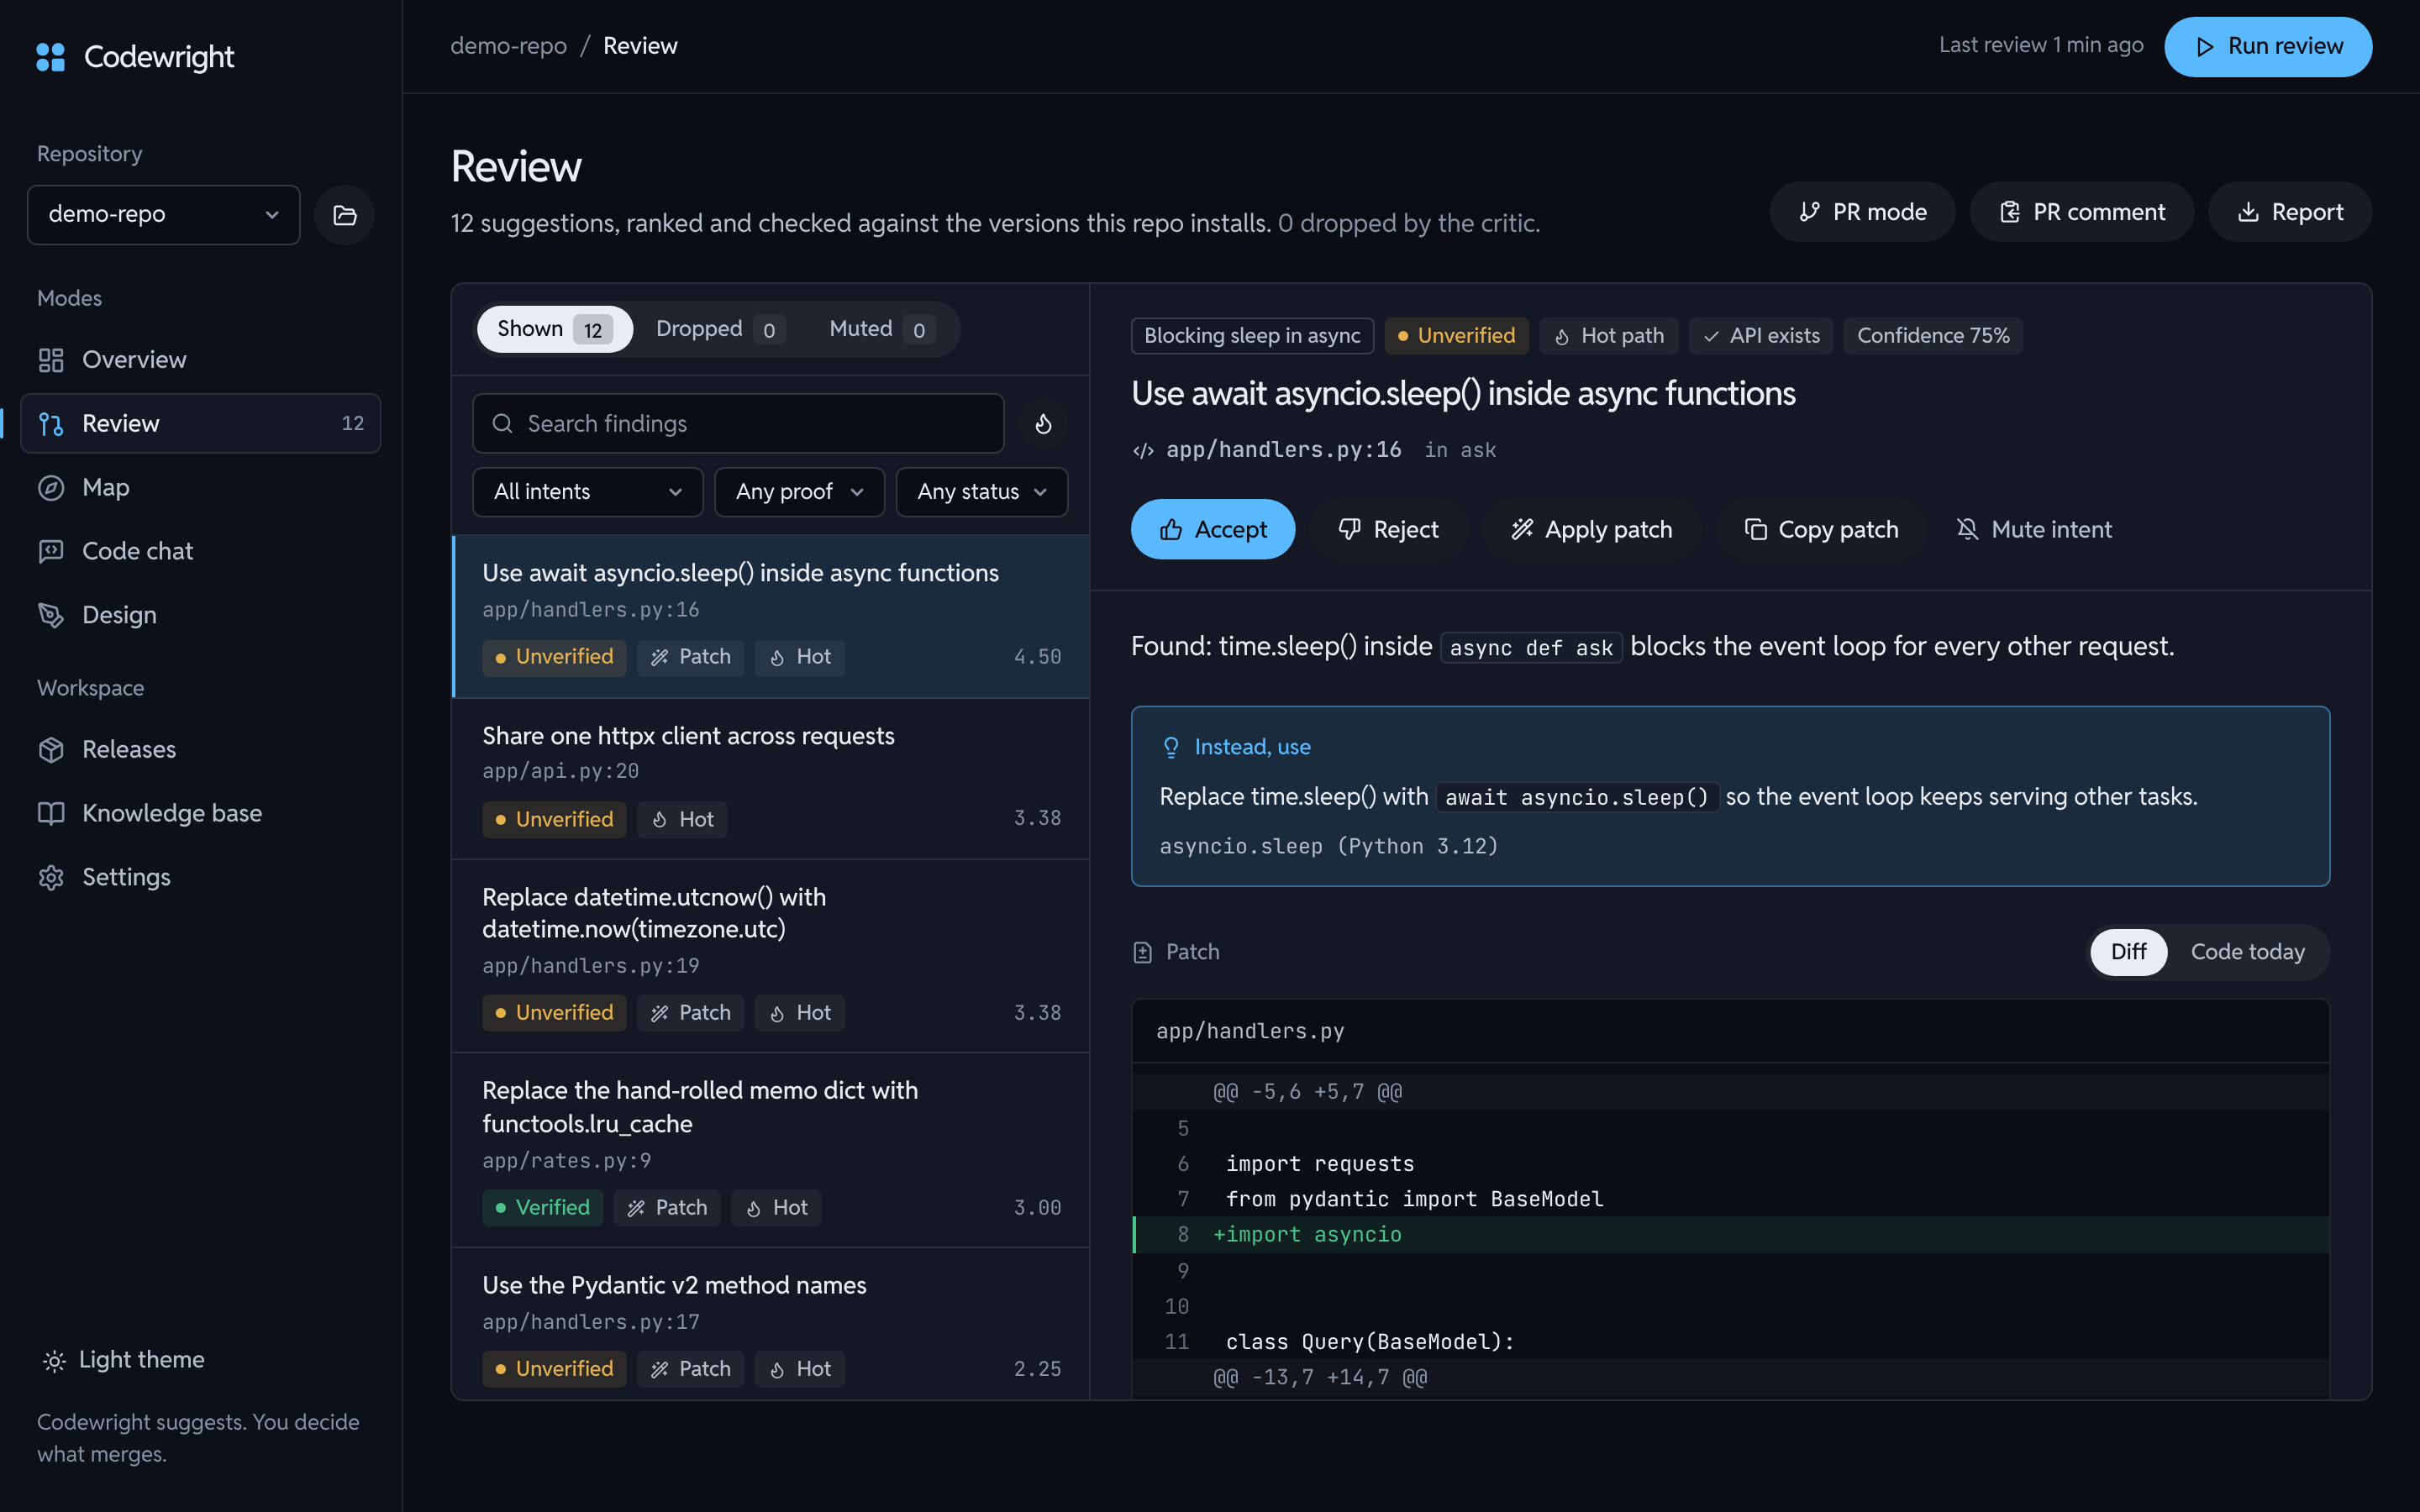 Codewright
Repository
demo-repo
Modes
Overview
Review 12
Map
Code chat
Design
Workspace
Releases
Knowledge base
Settings
Light theme
Codewright suggests. You decide
what merges.
demo-repo / Review
Last review 1 min ago
Run review
Review
12 suggestions, ranked and checked against the versions this repo installs. 0 dropped by the critic.
PR mode
PR comment
Report
Shown 12
Dropped 0
Muted 0
Search findings
All intents
Any proof
Any status
Use await asyncio.sleep() inside async functions
app/handlers.py:16
Unverified Patch Hot 4.50
Share one httpx client across requests
app/api.py:20
Unverified Hot 3.38
Replace datetime.utcnow() with
datetime.now(timezone.utc)
app/handlers.py:19
Unverified Patch Hot 3.38
Replace the hand-rolled memo dict with
functools.lru_cache
app/rates.py:9
Verified Patch Hot 3.00
Use the Pydantic v2 method names
app/handlers.py:17
Unverified Patch Hot 2.25
Blocking sleep in async Unverified Hot path API exists Confidence 75%
Use await asyncio.sleep() inside async functions
app/handlers.py:16 in ask
Accept
Reject
Apply patch
Copy patch
Mute intent
Found: time.sleep() inside async def ask blocks the event loop for every other request.
Instead, use
Replace time.sleep() with await asyncio.sleep() so the event loop keeps serving other tasks.
asyncio.sleep (Python 3.12)
Patch
Diff
Code today
app/handlers.py
@@ -5,6 +5,7 @@
5
6 import requests
7 from pydantic import BaseModel
8 +import asyncio
9
10
11 class Query(BaseModel):
@@ -13,7 +14,7 @@